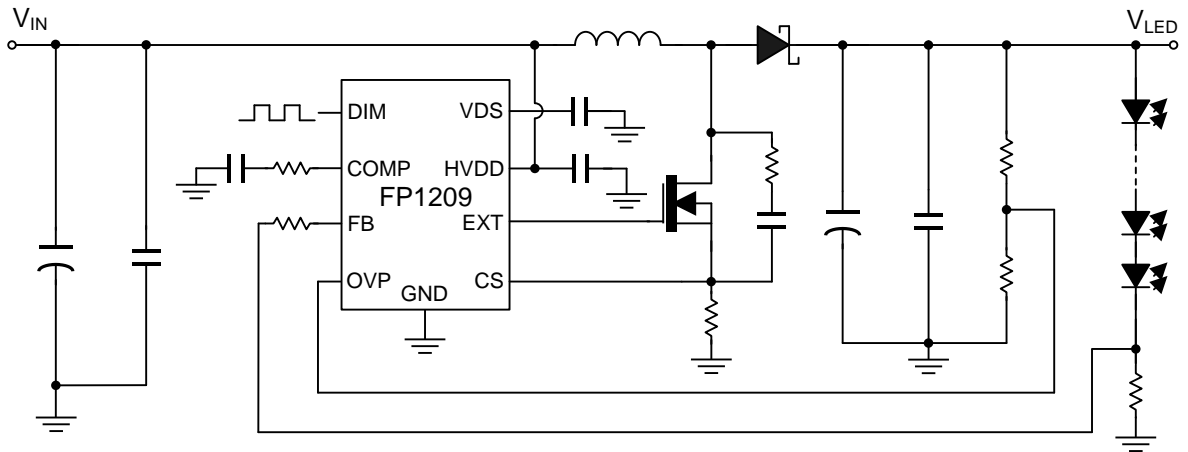 VIN
VLED
DIM
VDS
COMP
HVDD
FP1209
FB
EXT
OVP
CS
GND